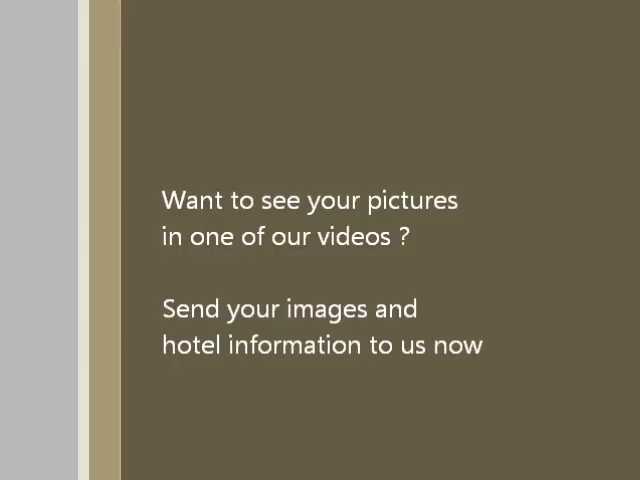 Want to see your pictures
in one of our videos ?
Send your images and
hotel information to us now